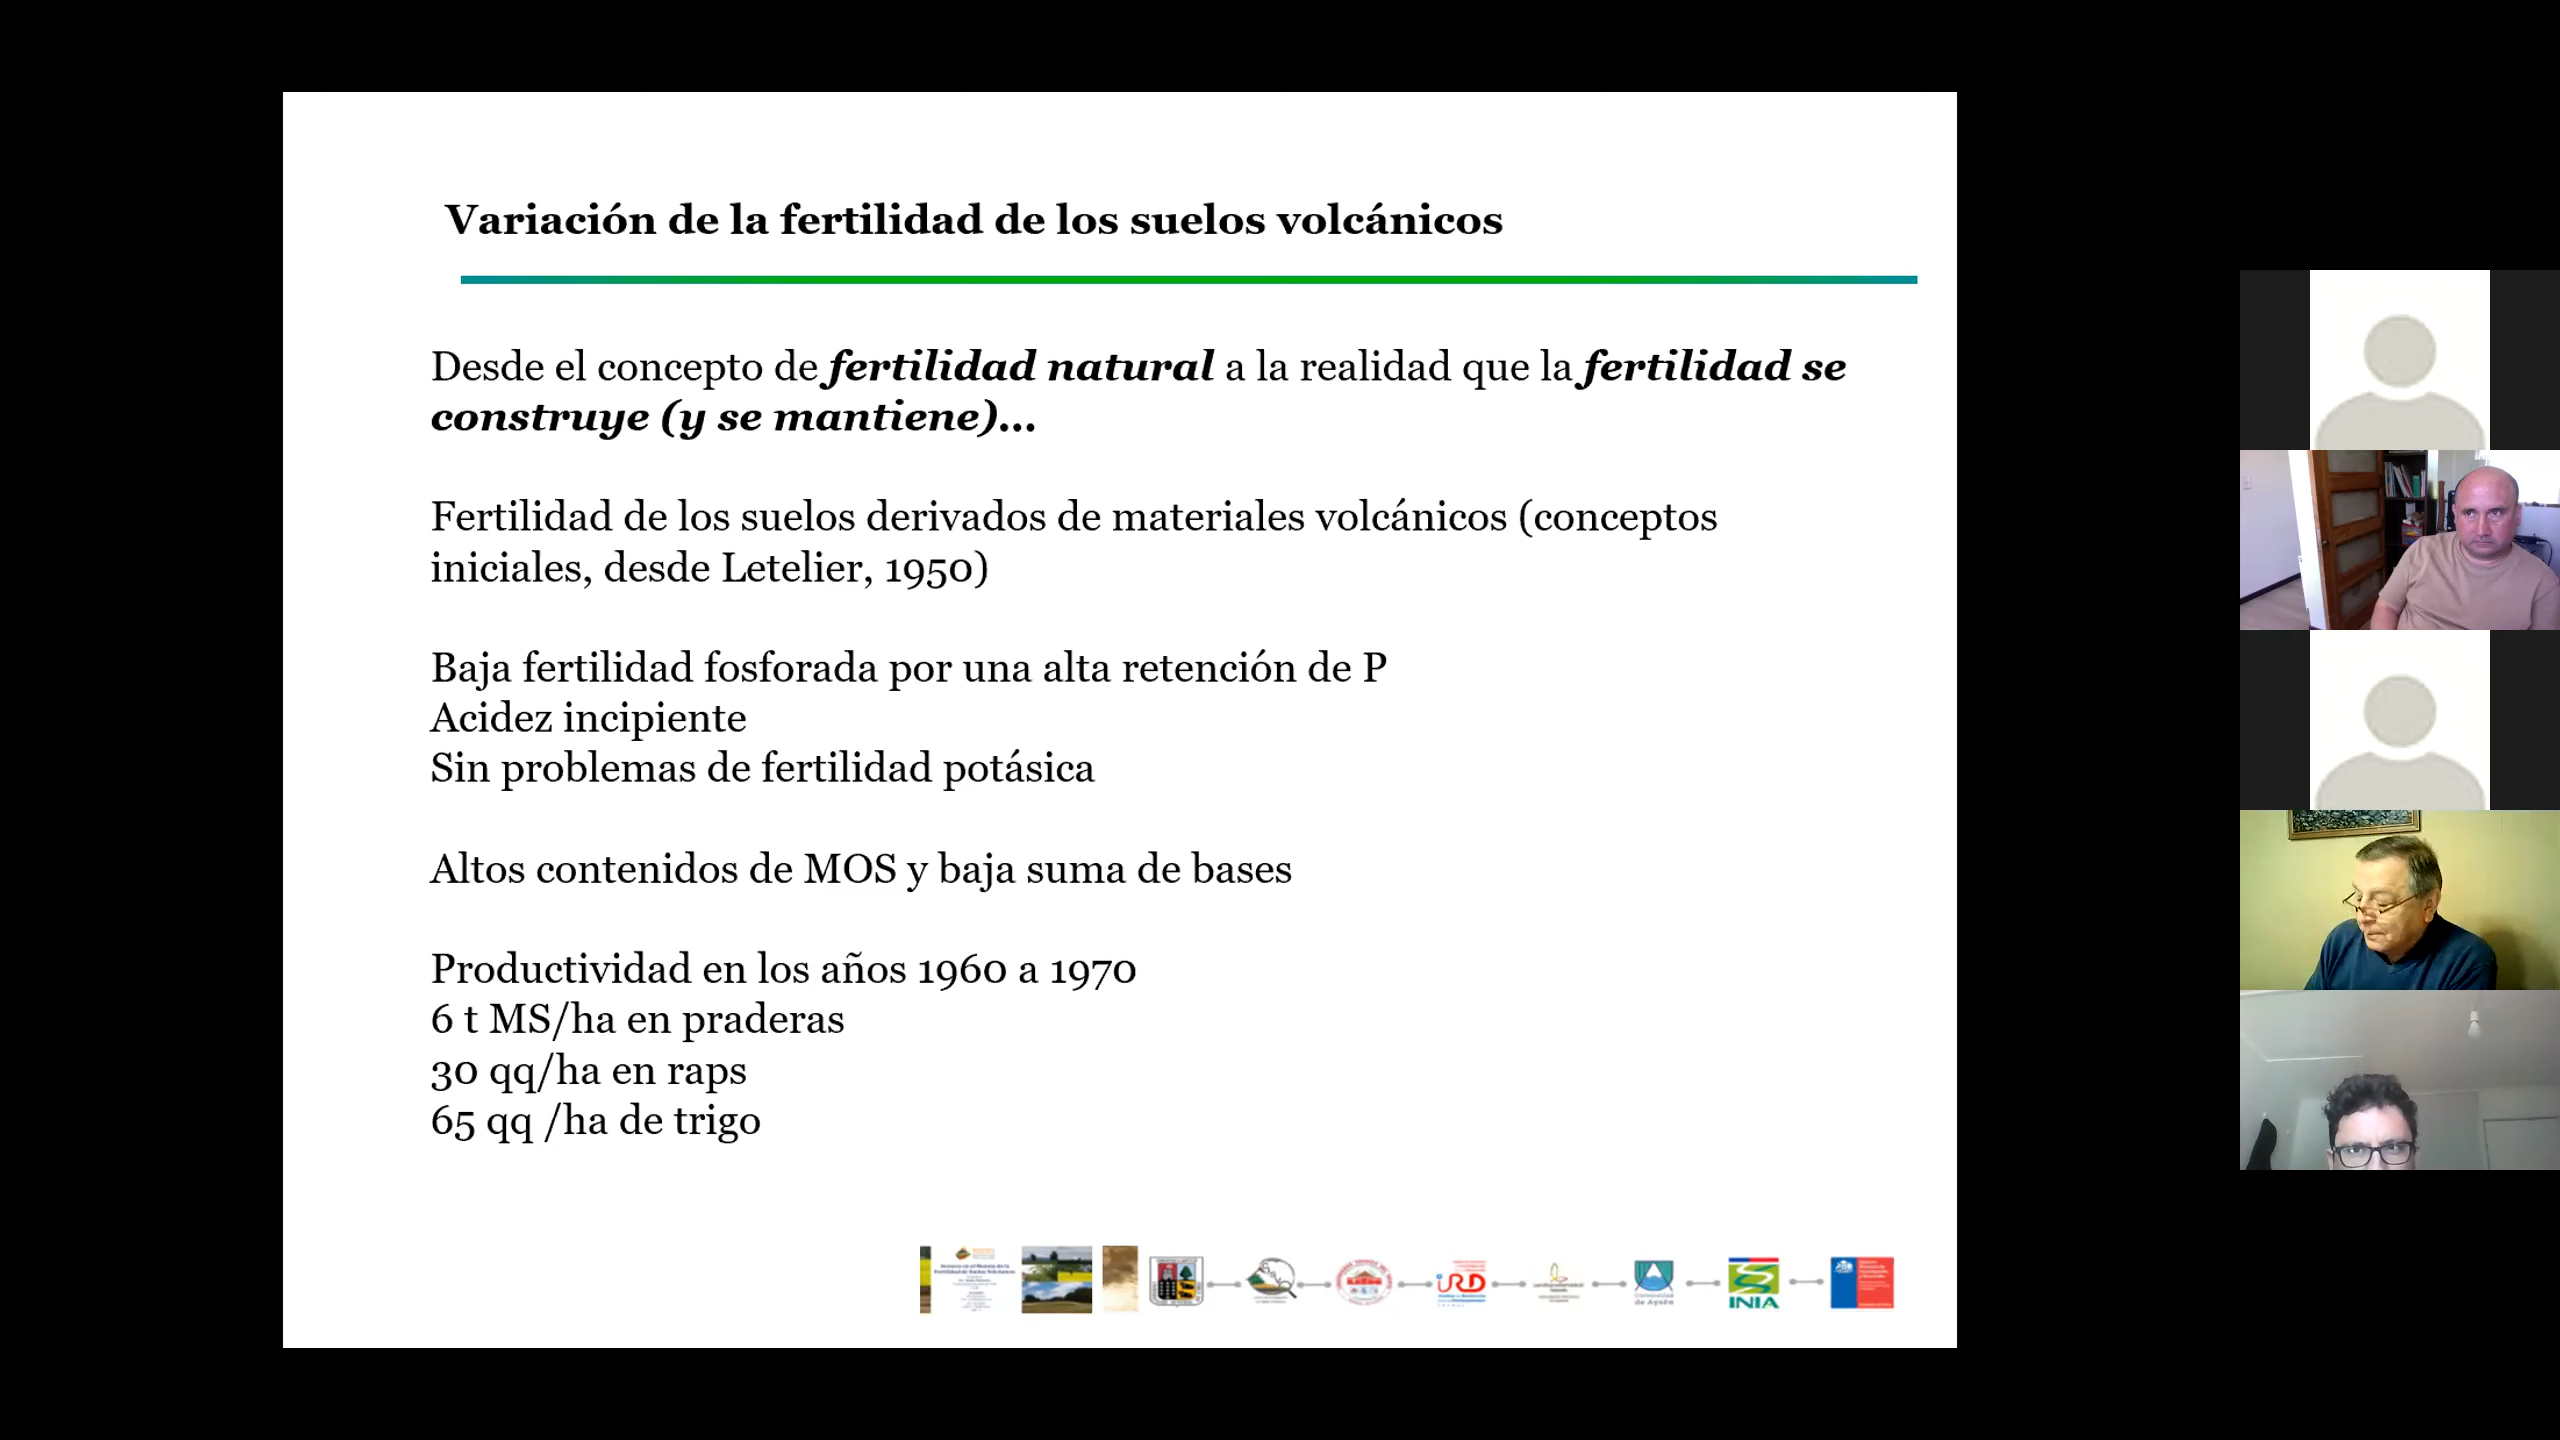 Variación de la fertilidad de los suelos volcánicos
Desde el concepto de fertilidad natural a la realidad que la fertilidad se
construye (y se mantiene)...
Fertilidad de los suelos derivados de materiales volcánicos (conceptos
iniciales, desde Letelier, 1950)
Baja fertilidad fosforada por una alta retención de P
Acidez incipiente
Sin problemas de fertilidad potásica
Altos contenidos de MOS y baja suma de bases
Productividad en los años 1960 a 1970
6 t MS/ha en praderas
30 qq/ha en raps
65 qq /ha de trigo
iRD
de Aysén
INIA